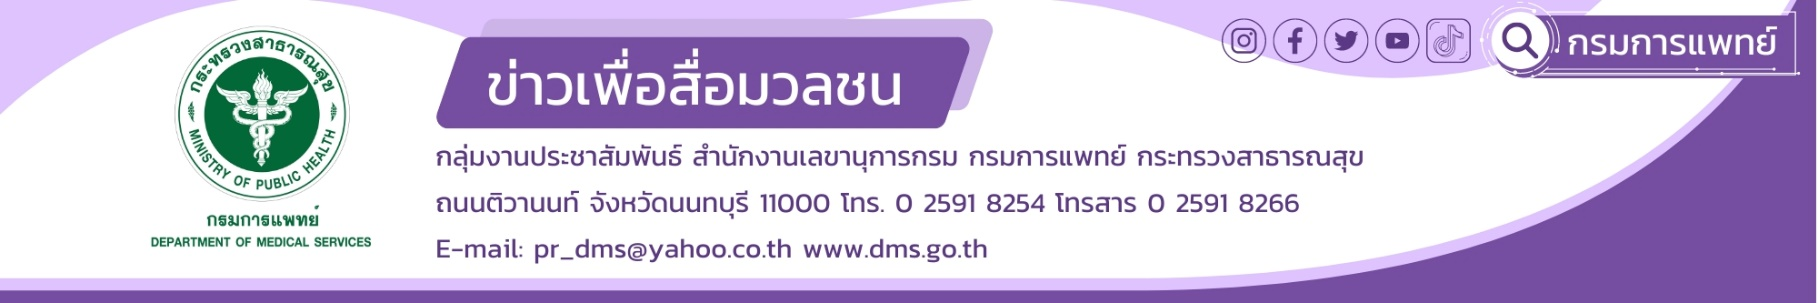 กระทรวงสาธารณสุข
MINISTRY OF PUBLIC HEALTH
กรมการแพทย์
DEPARTMENT OF MEDICAL SERVICES
ข่าวเพื่อสื่อมวลชน
กรมการแพทย์
กลุ่มงานประชาสัมพันธ์ สำนักงานเลขานุการกรม กรมการแพทย์ กระทรวงสาธารณสุข
ถนนติวานนท์ จังหวัดนนทบุรี 11000 โทร. 0 2591 8254 โทรสาร 0 2591 8266
E-mail: pr_dms@yahoo.co.th www.dms.go.th